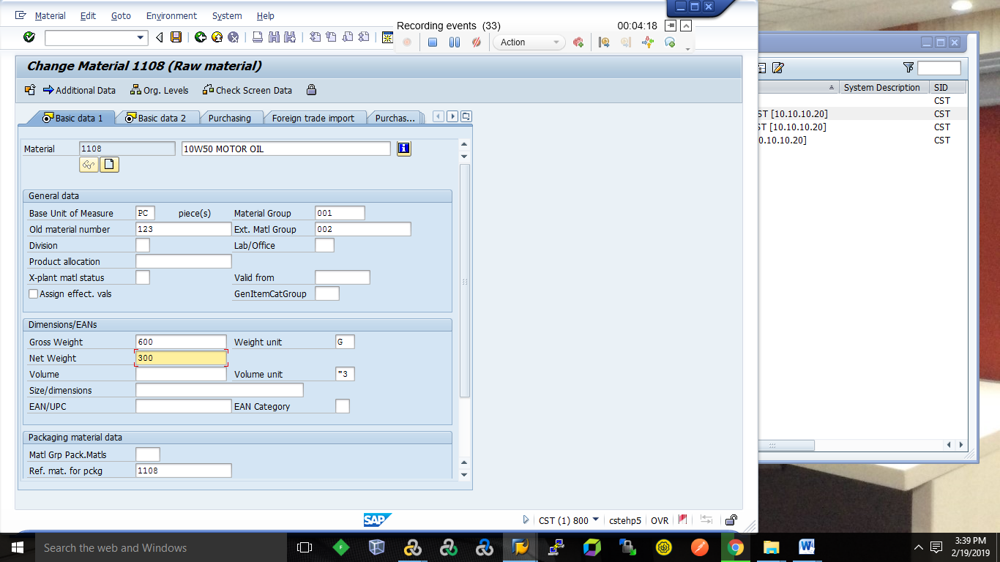 Material Edit Goto Environment System Help
Recording events (33) 00:04:18
Action
Change Material 1108 (Raw material)
Additional Data Org. Levels Check Screen Data
System Description SID
CST
ST [10.10.10.20] CST
ST [10.10.10.20] CST
0.10.10.20] CST
Basic data 1 Basic data 2 Purchasing Foreign trade import Purchas...
Material 1108 10W50 MOTOR OIL
General data
Base Unit of Measure PC piece(s) Material Group 001
Old material number 123 Ext. Matl Group 002
Division Lab/Office
Product allocation
X-plant matl status Valid from
Assign effect. vals GenItemCatGroup
Dimensions/EANs
Gross Weight 600 Weight unit G
Net Weight 300
Volume Volume unit "3
Size/dimensions
EAN/UPC EAN Category
Packaging material data
Matl Grp Pack.Matls
Ref. mat. for pckg 1108
SAP CST (1) 800 cstehp5 OVR
Search the web and Windows
3:39 PM
2/19/2019